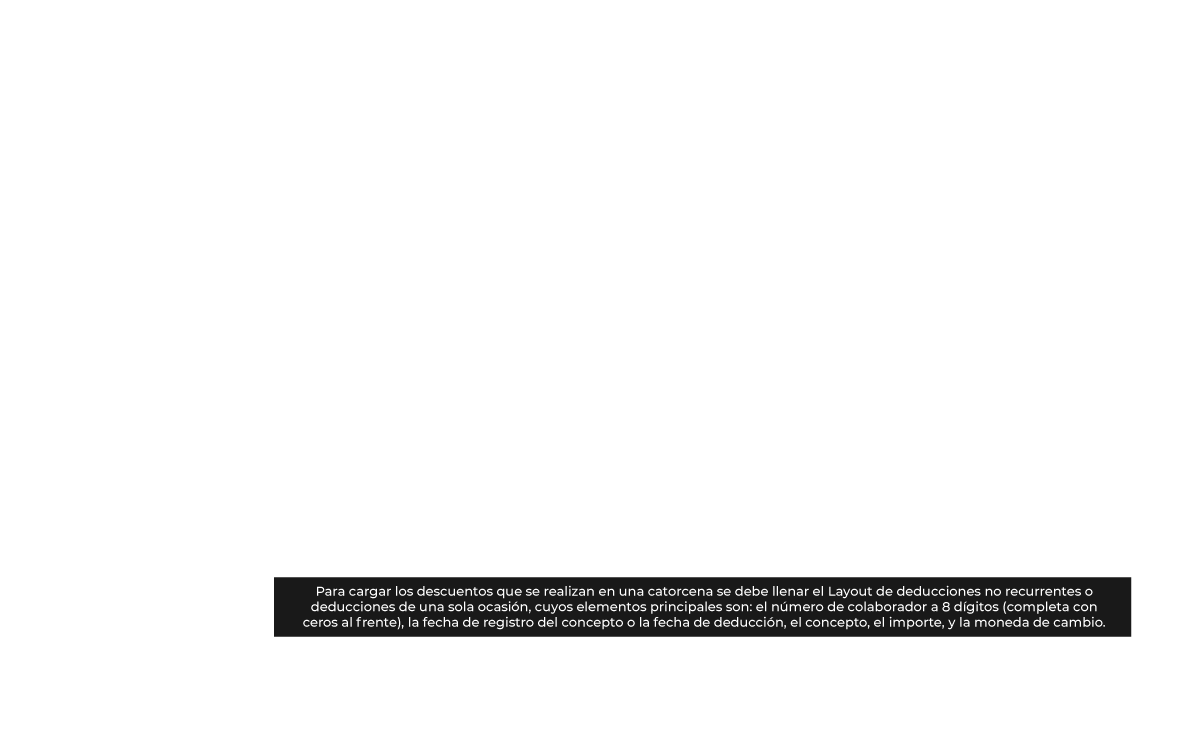 Para cargar los descuentos que se realizan en una catorcena se debe llenar el Layout de deducciones no recurrentes o
deducciones de una sola ocasión, cuyos elementos principales son: el número de colaborador a 8 dígitos (completa con
ceros al frente), la fecha de registro del concepto o la fecha de deducción, el concepto, el importe, y la moneda de cambio.